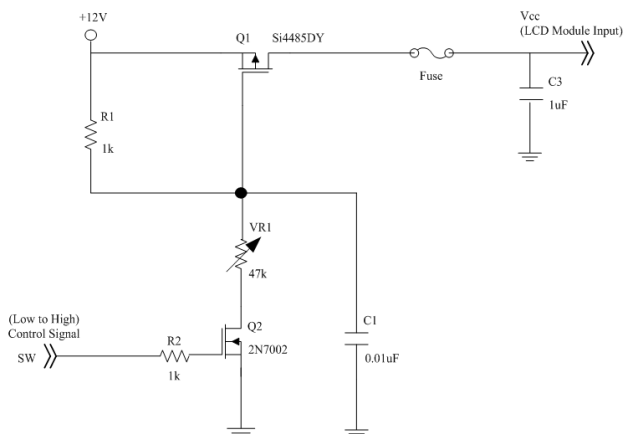 +12V
Q1
Si4485DY
Vcc
(LCD Module Input)
Fuse
C3
1uF
R1
1k
VR1
47k
(Low to High)
Control Signal
SW
R2
1k
Q2
2N7002
C1
0.01uF